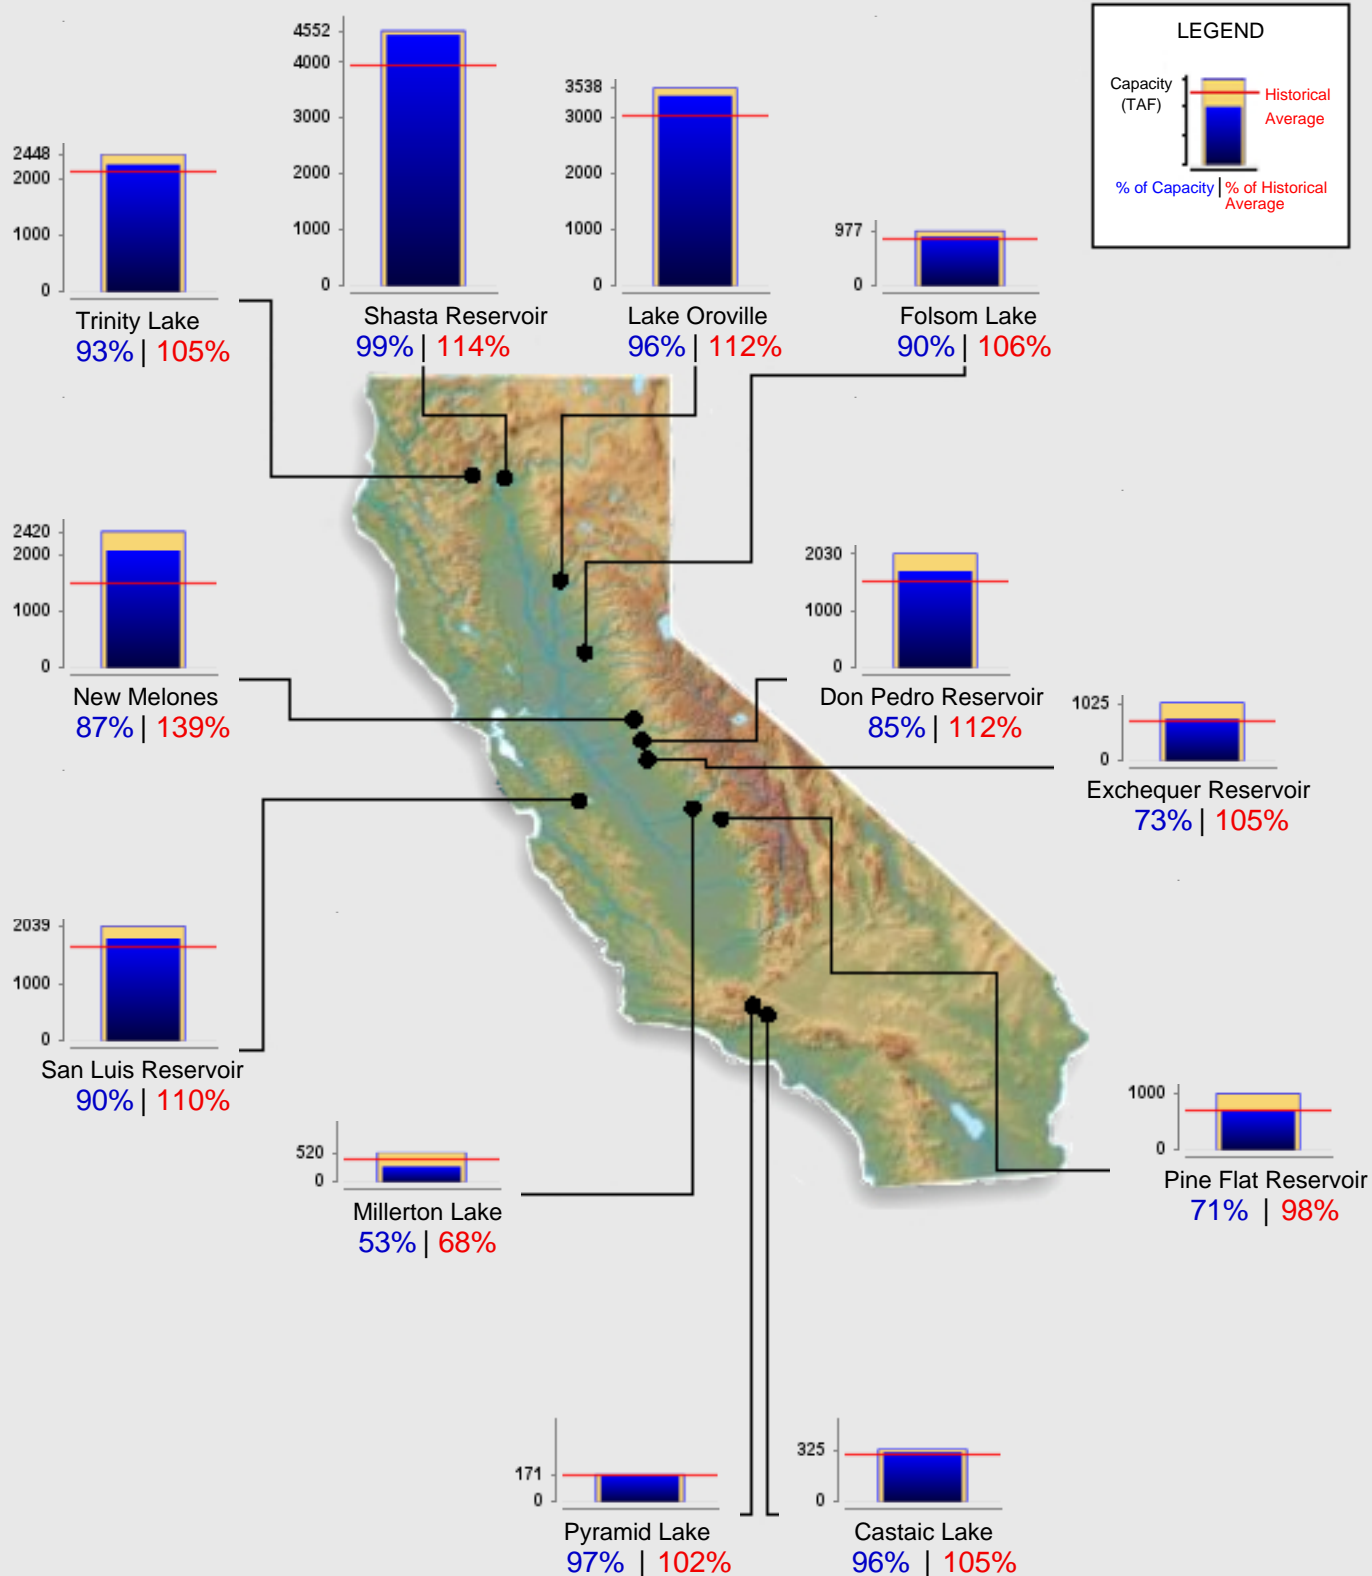 LEGEND
Capacity
(TAF)
Historical
Average
% of Capacity | % of Historical
Average
2448
2000
1000
0
Trinity Lake
93% | 105%
4552
4000
3000
2000
1000
0
Shasta Reservoir
99% | 114%
3538
3000
2000
1000
0
Lake Oroville
96% | 112%
977
0
Folsom Lake
90% | 106%
2420
2000
1000
0
New Melones
87% | 139%
2030
1000
0
Don Pedro Reservoir
85% | 112%
1025
0
Exchequer Reservoir
73% | 105%
2039
1000
0
San Luis Reservoir
90% | 110%
520
0
Millerton Lake
53% | 68%
1000
0
Pine Flat Reservoir
71% | 98%
171
0
Pyramid Lake
97% | 102%
325
0
Castaic Lake
96% | 105%